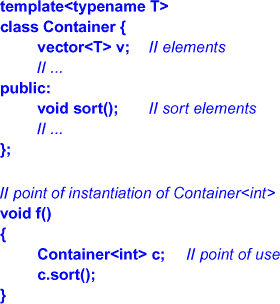 template<typename T>
class Container {
vector<T> v; // elements
// ...
public:
void sort(); // sort elements
// ...
};
// point of instantiation of Container<int>
void f()
{
Container<int> c; // point of use
c.sort();
}